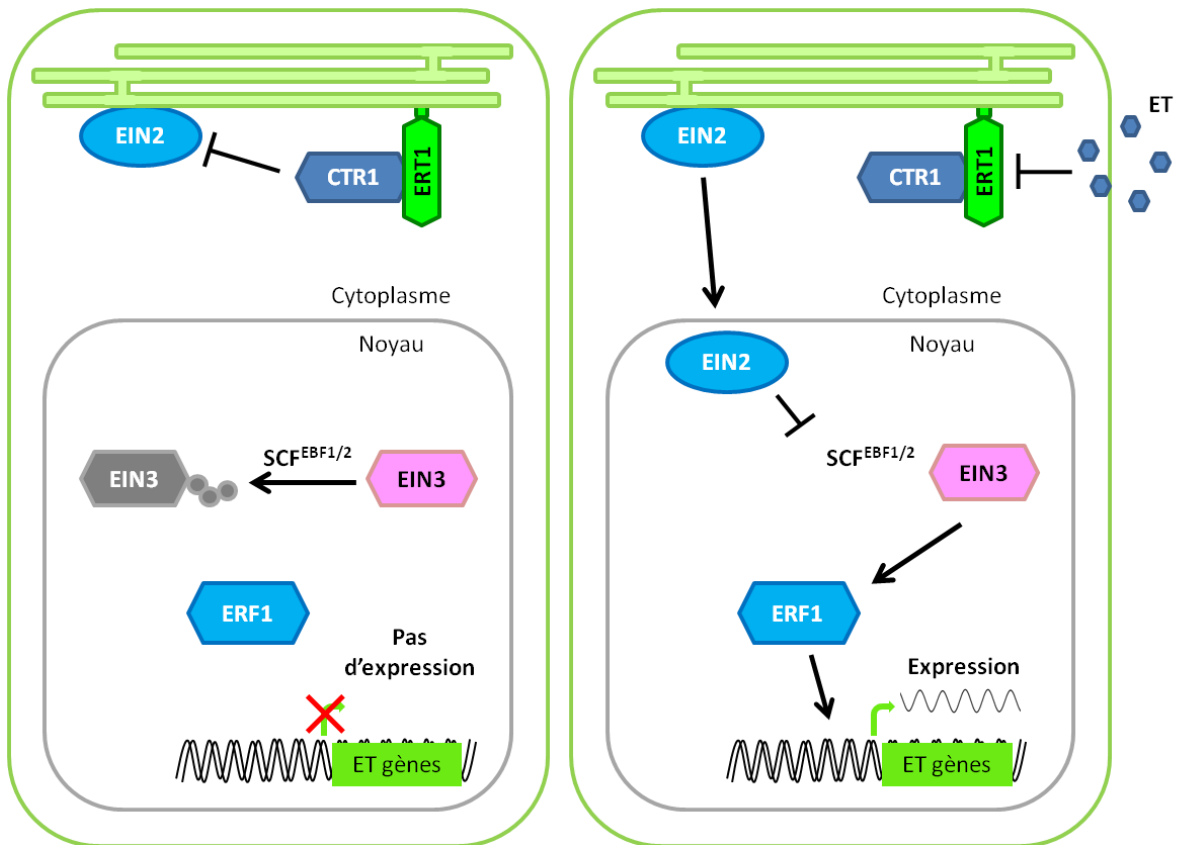 EIN2
CTR1
ERT1
Cytoplasme
Noyau
SCF^EBF1/2
EIN3
EIN3
ERF1
Pas
d'expression
ET gènes
EIN2
CTR1
ERT1
ET
Cytoplasme
Noyau
EIN2
SCF^EBF1/2
EIN3
ERF1
Expression
ET gènes